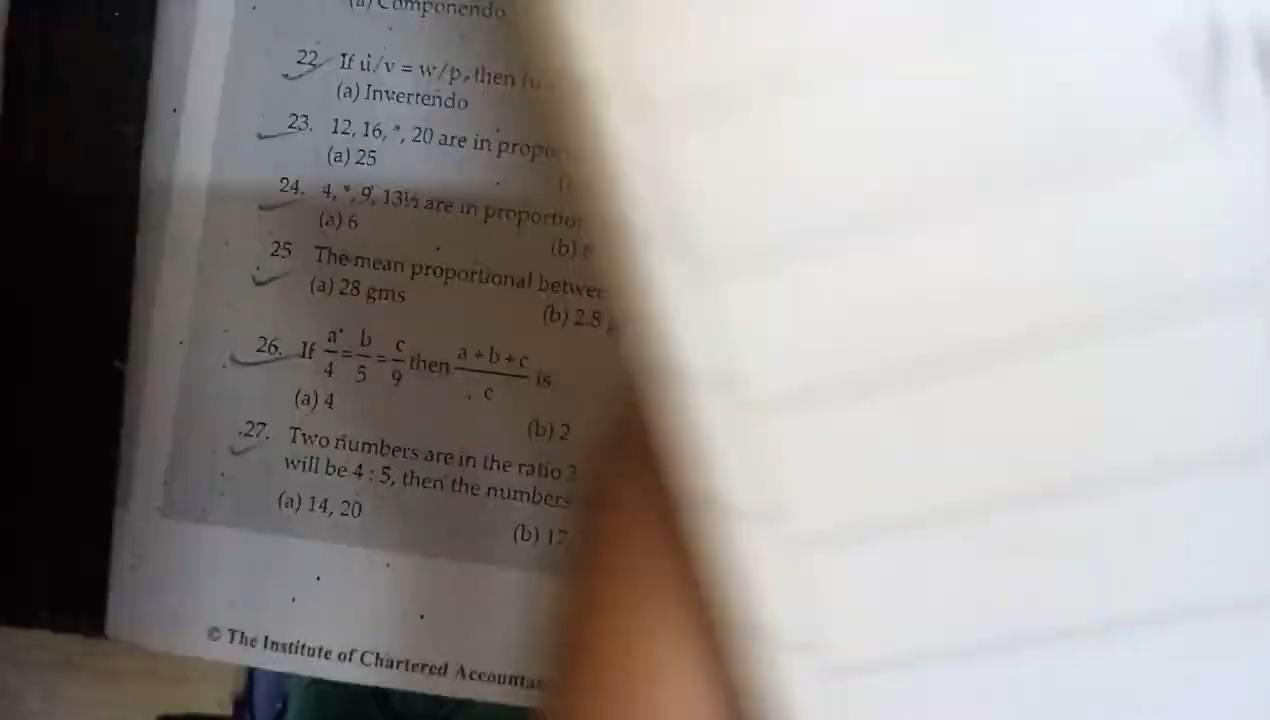 (a) Componendo
22. If u/v = w/p, then (u
(a) Invertendo
23. 12, 16, *, 20 are in propo
(a) 25
24. 4, *, 9, 13½ are in proportion
(a) 6
(b)
25 The mean proportional between
(a) 28 gms
(b) 2.8
26. If a/4 = b/5 = c/9 then (a + b + c)/c is
(a) 4
(b) 2
27. Two numbers are in the ratio 3
will be 4 : 5, then the numbers
(a) 14, 20
(b) 17
© The Institute of Chartered Accounta